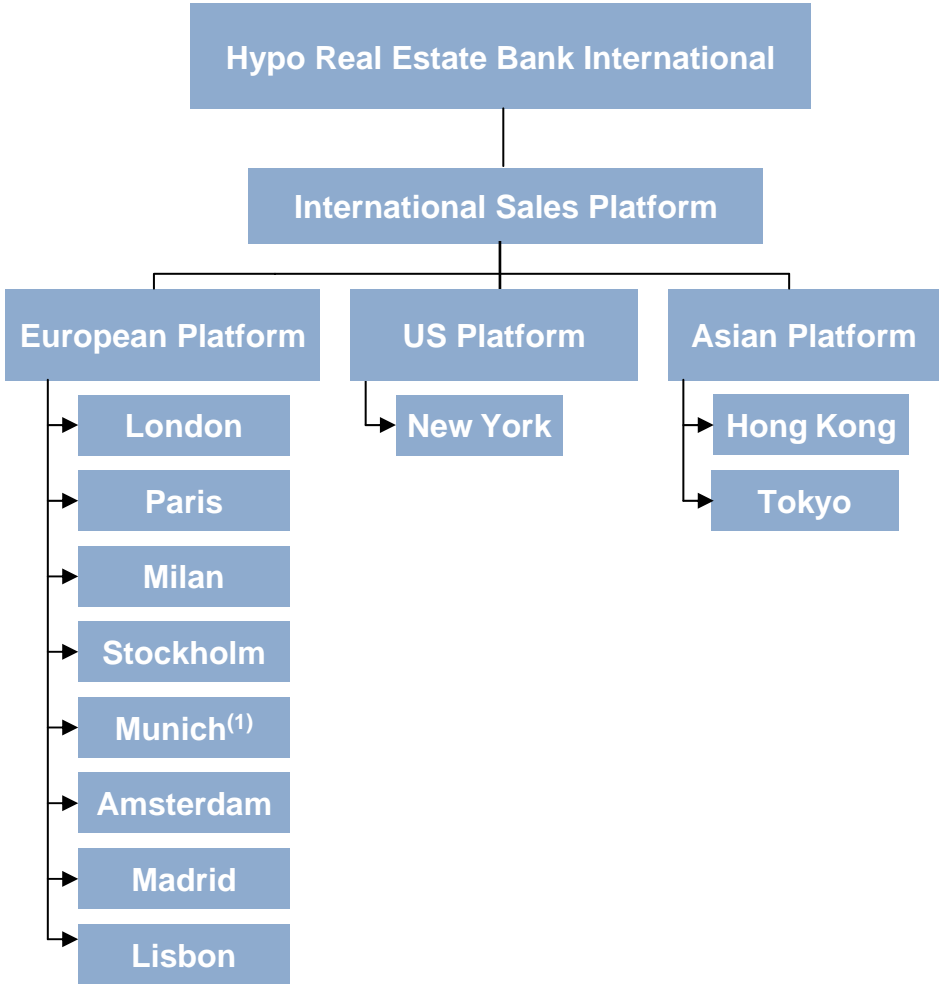 Hypo Real Estate Bank International
International Sales Platform
European Platform
US Platform
Asian Platform
London
New York
Hong Kong
Paris
Tokyo
Milan
Stockholm
Munich(1)
Amsterdam
Madrid
Lisbon